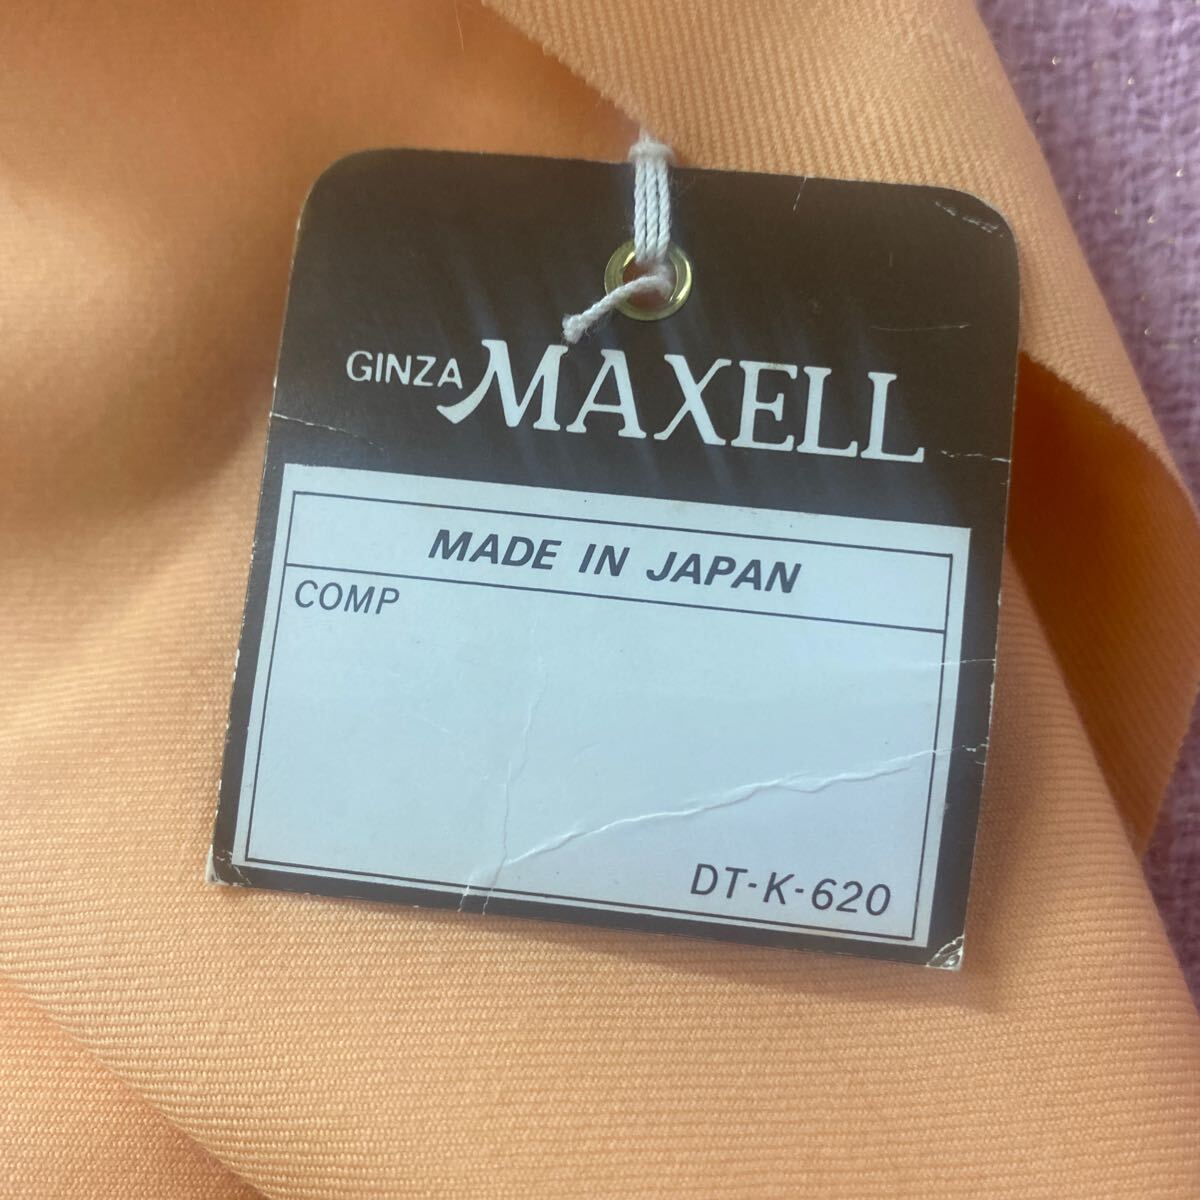 GINZA MAXELL
MADE IN JAPAN
COMP
DT-K-620